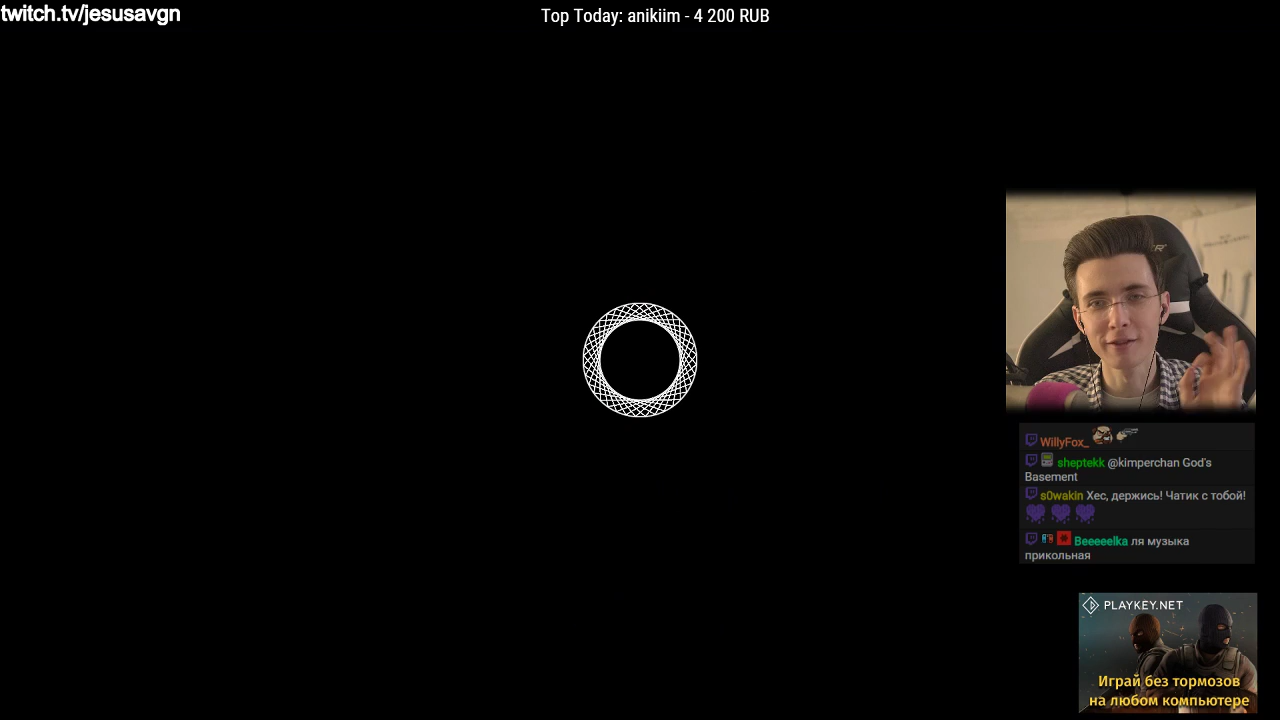 twitch.tv/jesusavgn
Top Today: anikiim - 4 200 RUB
WillyFox_
sheptekk @kimperchan God's
Basement
s0wakin Хес, держись! Чатик с тобой!
Beeeeelka ля музыка
прикольная
PLAYKEY.NET
Играй без тормозов
на любом компьютере